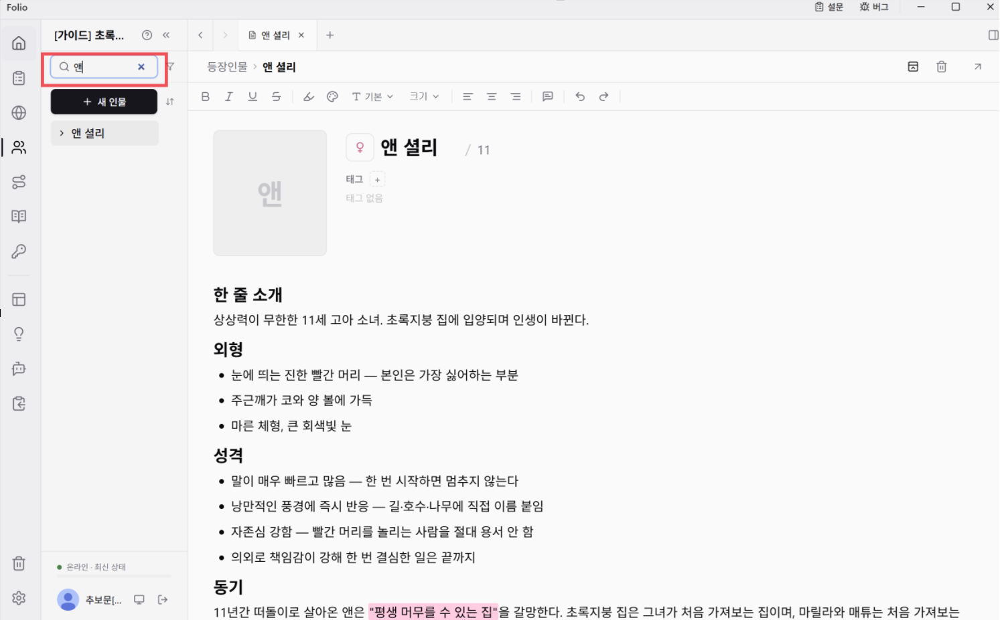 Folio
설문
버그
[가이드] 초록...
앤 셜리
앤
등장인물 > 앤 셜리
+ 새 인물
B I U S T 기본 크기
앤 셜리
앤
♀ 앤 셜리 / 11
태그 +
태그 없음
한 줄 소개
상상력이 무한한 11세 고아 소녀. 초록지붕 집에 입양되며 인생이 바뀐다.
외형
• 눈에 띄는 진한 빨간 머리 — 본인은 가장 싫어하는 부분
• 주근깨가 코와 양 볼에 가득
• 마른 체형, 큰 회색빛 눈
성격
• 말이 매우 빠르고 많음 — 한 번 시작하면 멈추지 않는다
• 낭만적인 풍경에 즉시 반응 — 길·호수·나무에 직접 이름 붙임
• 자존심 강함 — 빨간 머리를 놀리는 사람을 절대 용서 안 함
• 의외로 책임감이 강해 한 번 결심한 일은 끝까지
동기
11년간 떠돌이로 살아온 앤은 "평생 머무를 수 있는 집"을 갈망한다. 초록지붕 집은 그녀가 처음 가져보는 집이며, 마릴라와 매튜는 처음 가져보는
온라인 · 최신 상태
추보문[...